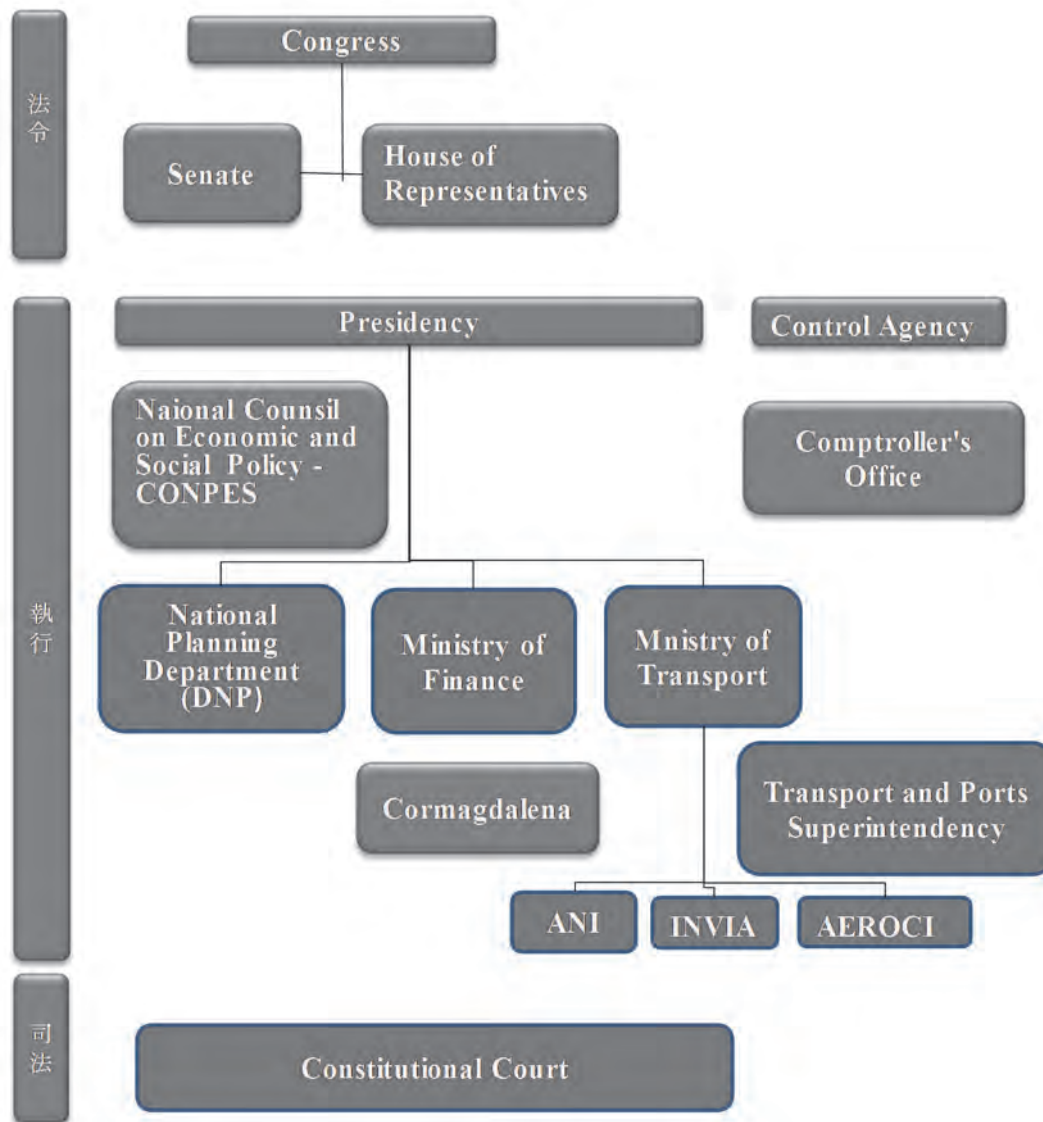 法令
Congress
Senate
House of
Representatives
執行
Presidency
Control Agency
Naional Counsil
on Economic and
Social Policy -
CONPES
Comptroller's
Office
National
Planning
Department
(DNP)
Ministry of
Finance
Mnistry of
Transport
Cormagdalena
Transport and Ports
Superintendency
ANI
INVIA
AEROCI
司法
Constitutional Court